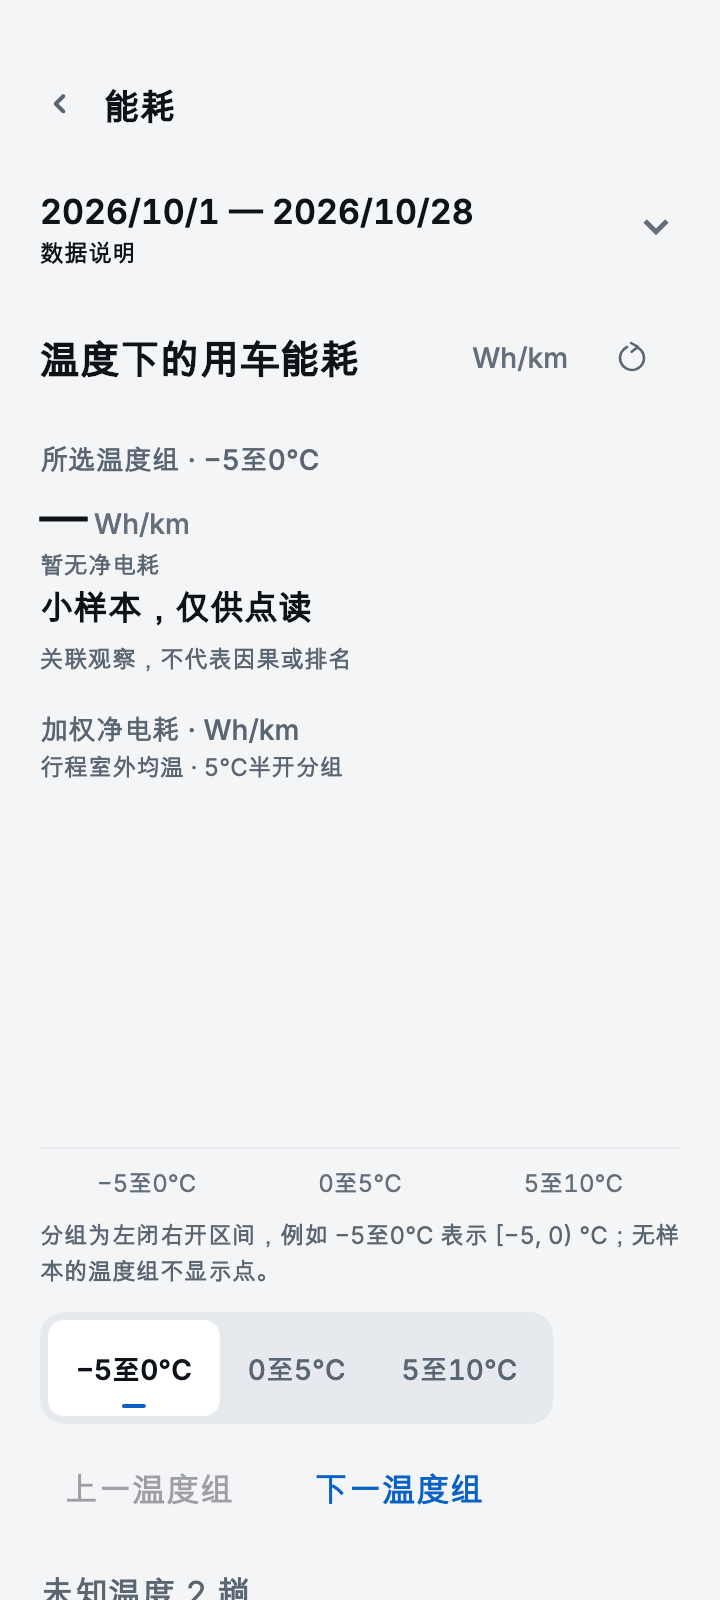 能耗
2026/10/1 — 2026/10/28
数据说明
温度下的用车能耗 Wh/km
所选温度组 · −5至0°C
— Wh/km
暂无净电耗
小样本，仅供点读
关联观察，不代表因果或排名
加权净电耗 · Wh/km
行程室外均温 · 5°C半开分组
−5至0°C 0至5°C 5至10°C
分组为左闭右开区间，例如 −5至0°C 表示 [−5, 0) °C；无样
本的温度组不显示点。
−5至0°C 0至5°C 5至10°C
上一温度组 下一温度组
未知温度 2 趟